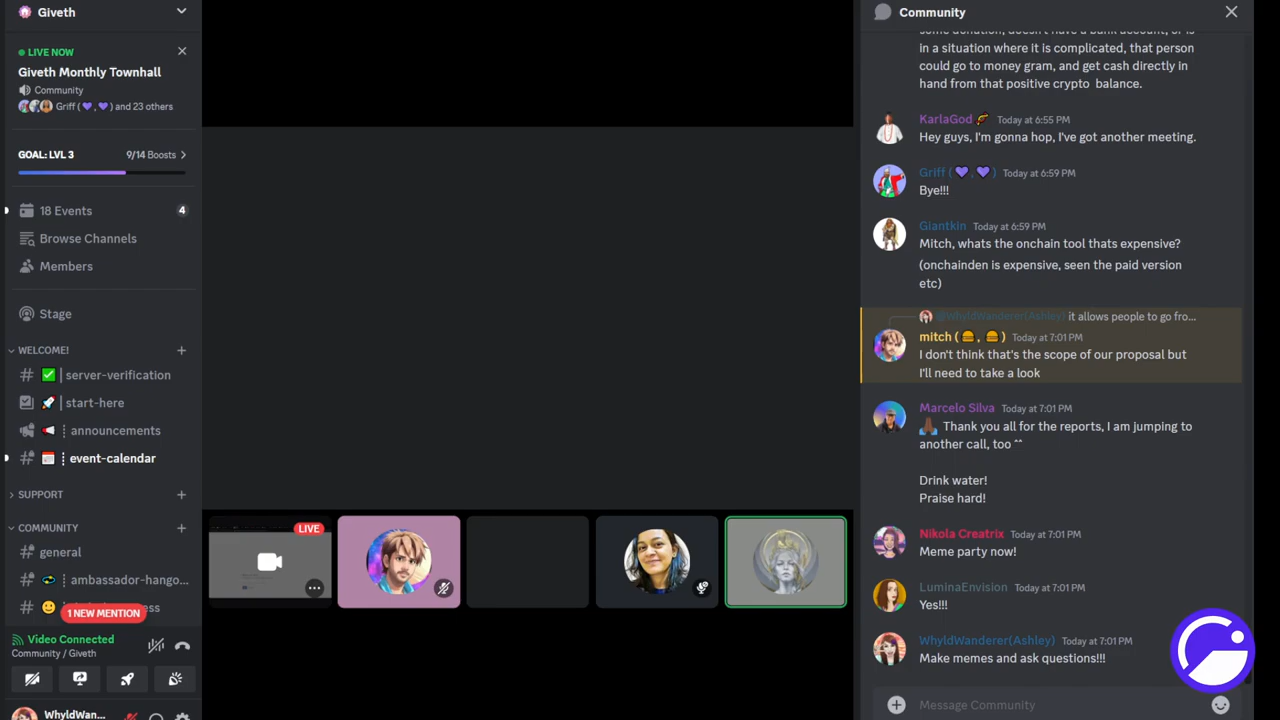 Giveth
LIVE NOW
Giveth Monthly Townhall
Community
Griff ( 💜 , 💜 ) and 23 others
GOAL: LVL 3
9/14 Boosts
18 Events
4
Browse Channels
Members
Stage
WELCOME!
server-verification
start-here
announcements
event-calendar
SUPPORT
COMMUNITY
general
ambassador-hango...
1 NEW MENTION
Video Connected
Community / Giveth
WhyldWan...
LIVE
Community
some donation, doesn't have a bank account, or is
in a situation where it is complicated, that person
could go to money gram, and get cash directly in
hand from that positive crypto balance.
KarlaGod Today at 6:55 PM
Hey guys, I'm gonna hop, I've got another meeting.
Griff ( 💜 , 💜 ) Today at 6:59 PM
Bye!!!
Giantkin Today at 6:59 PM
Mitch, whats the onchain tool thats expensive?
(onchainden is expensive, seen the paid version
etc)
@WhyldWanderer(Ashley) it allows people to go fro...
mitch ( 🍔 , 🍔 ) Today at 7:01 PM
I don't think that's the scope of our proposal but
I'll need to take a look
Marcelo Silva Today at 7:01 PM
🙏🏾 Thank you all for the reports, I am jumping to
another call, too ^^
Drink water!
Praise hard!
Nikola Creatrix Today at 7:01 PM
Meme party now!
LuminaEnvision Today at 7:01 PM
Yes!!!
WhyldWanderer(Ashley) Today at 7:01 PM
Make memes and ask questions!!!
Message Community